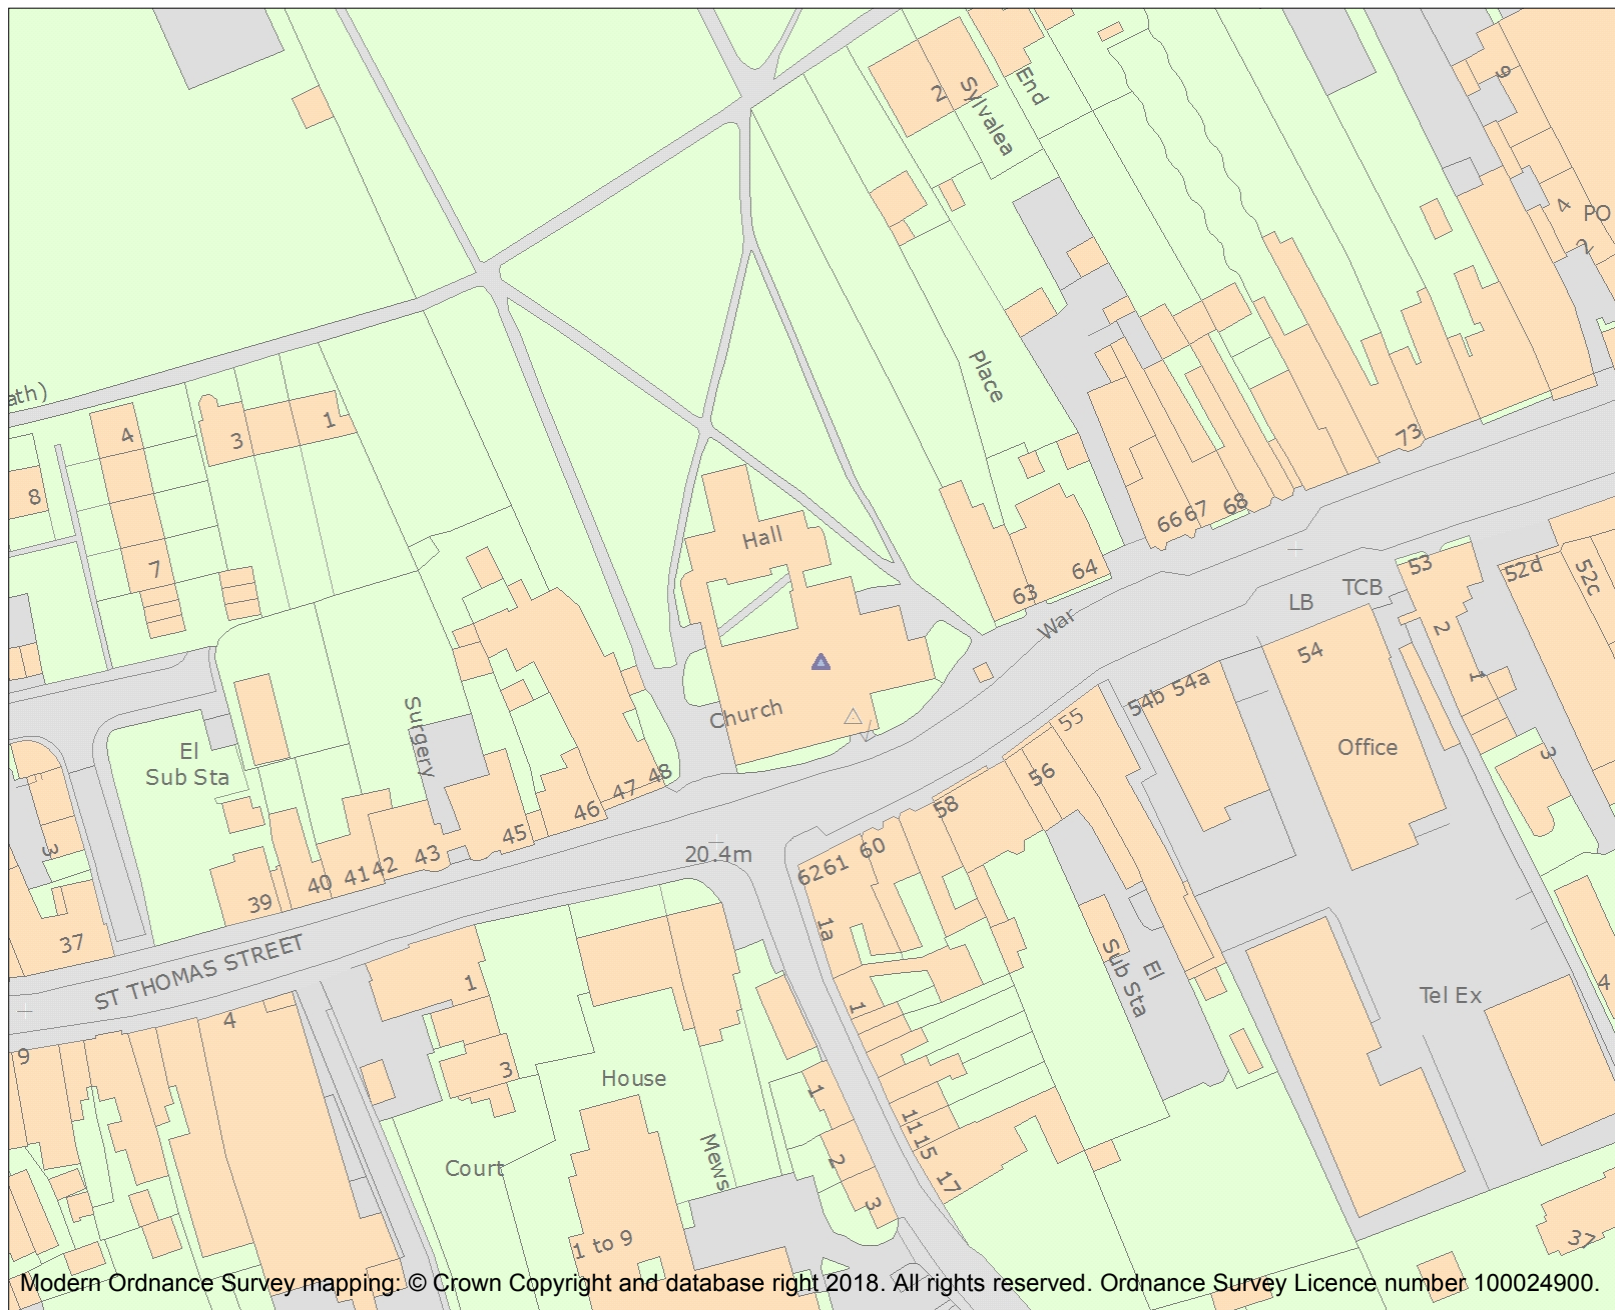 9
2
Sylvalea
End
4
PO
2
ath)
Place
4
3
1
73
8
Hall
66
67
68
7
64
63
War
53
52d
52c
TCB
LB
2
54
1
54b
54a
Surgery
Church
55
Office
El
Sub Sta
3
56
48
47
46
58
45
20.4m
60
61
62
3
43
42
41
40
39
1a
37
ST THOMAS STREET
El
Sub Sta
Tel Ex
4
1
1
4
9
3
House
1
11
15
Mews
2
Court
17
3
1 to 9
37
Modern Ordnance Survey mapping: © Crown Copyright and database right 2018. All rights reserved. Ordnance Survey Licence number 100024900.